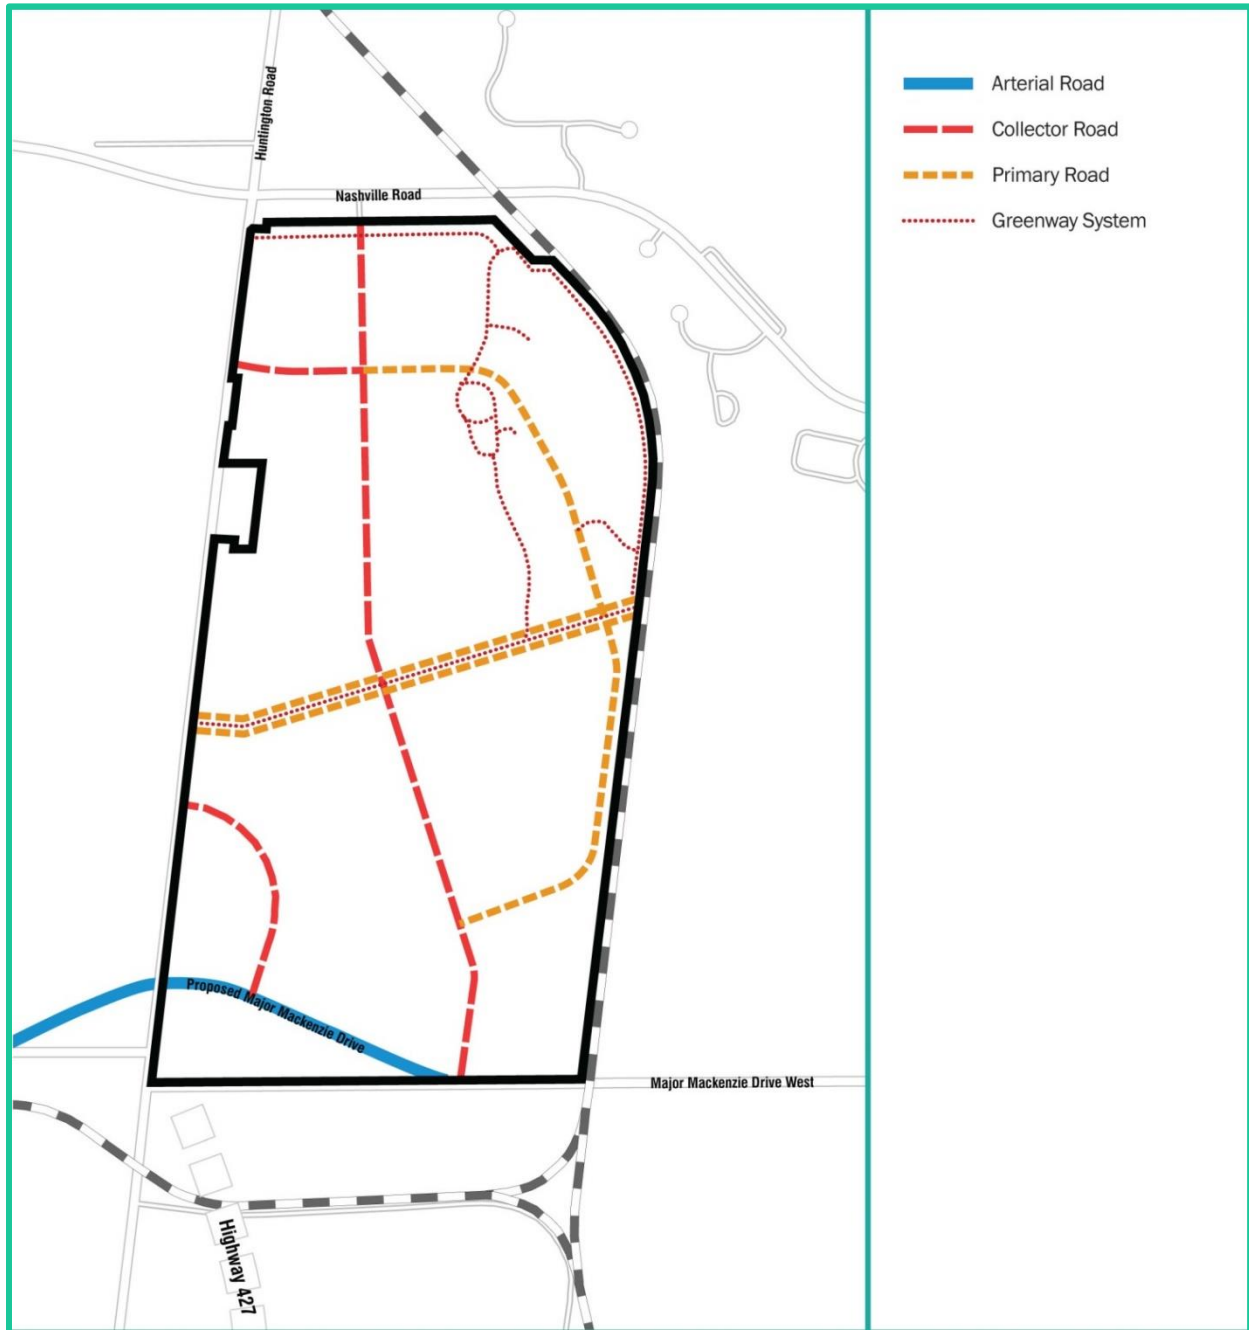 Huntington Road
Nashville Road
Proposed Major Mackenzie Drive
Major Mackenzie Drive West
Highway 427
Arterial Road
Collector Road
Primary Road
Greenway System